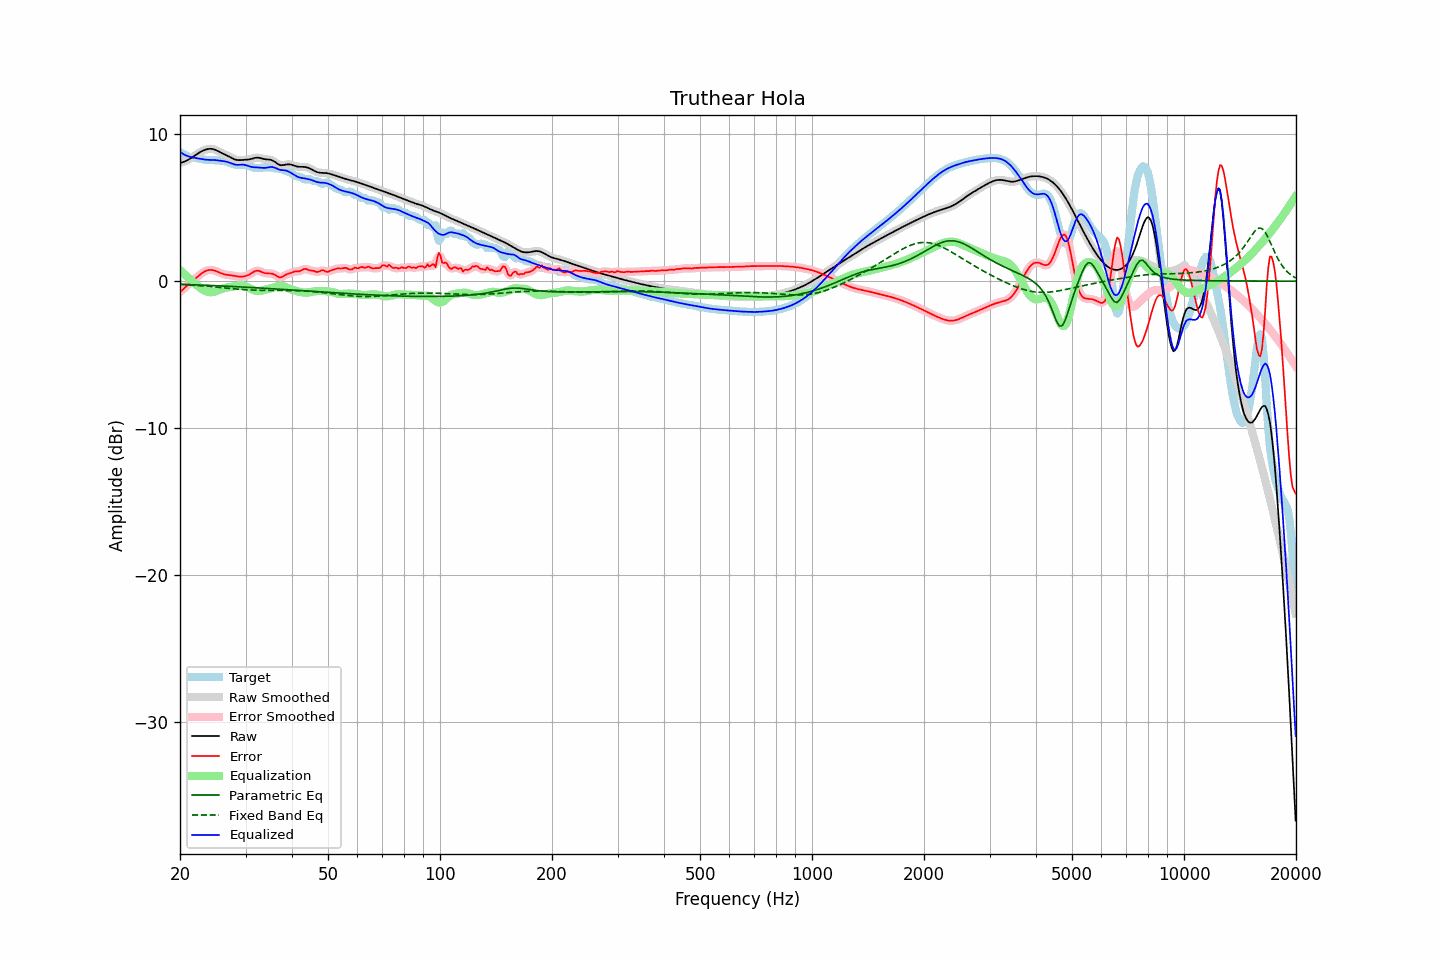 Truthear Hola
10
0
−10
−20
−30
Amplitude (dBr)
Target
Raw Smoothed
Error Smoothed
Raw
Error
Equalization
Parametric Eq
Fixed Band Eq
Equalized
20 50 100 200 500 1000 2000 5000 10000 20000
Frequency (Hz)